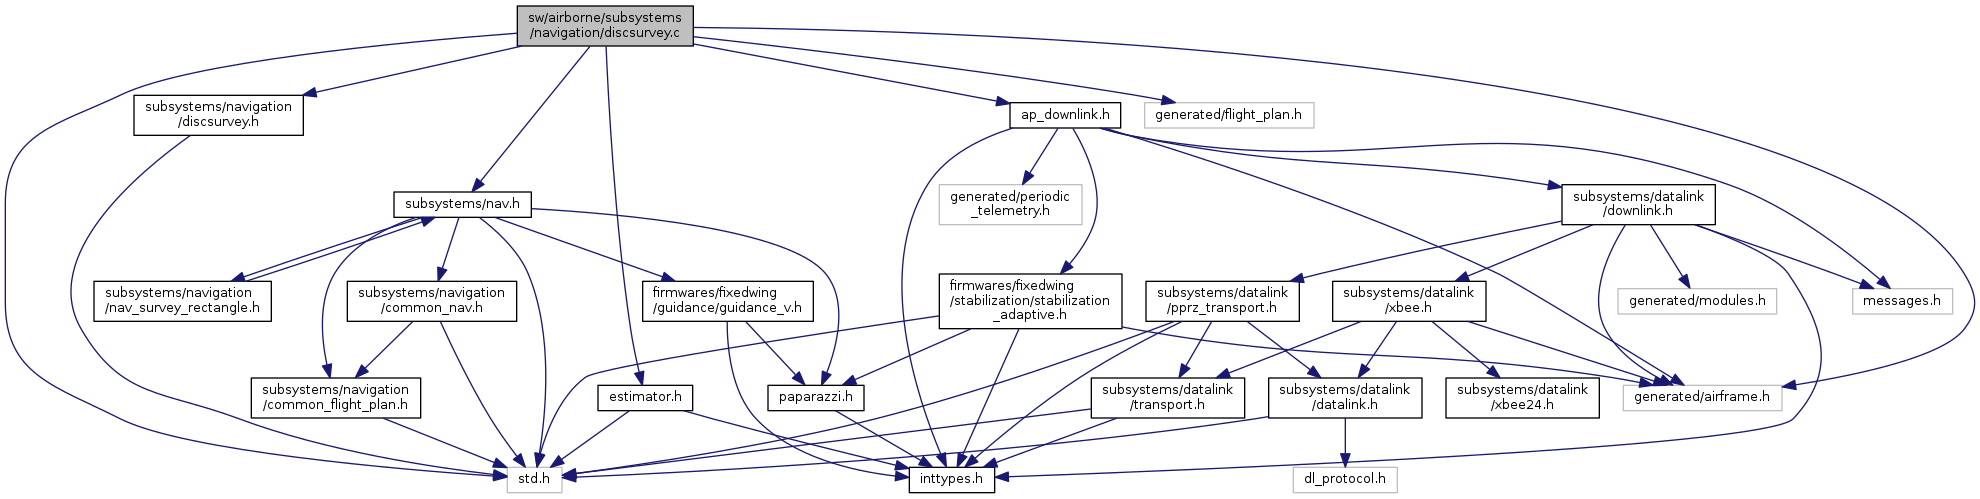 sw/airborne/subsystems
/navigation/discsurvey.c
subsystems/navigation
/discsurvey.h
ap_downlink.h
generated/flight_plan.h
subsystems/nav.h
generated/periodic
_telemetry.h
subsystems/datalink
/downlink.h
subsystems/navigation
/nav_survey_rectangle.h
subsystems/navigation
/common_nav.h
firmwares/fixedwing
/guidance/guidance_v.h
firmwares/fixedwing
/stabilization/stabilization
_adaptive.h
subsystems/datalink
/pprz_transport.h
subsystems/datalink
/xbee.h
generated/modules.h
messages.h
subsystems/navigation
/common_flight_plan.h
estimator.h
paparazzi.h
subsystems/datalink
/transport.h
subsystems/datalink
/datalink.h
subsystems/datalink
/xbee24.h
generated/airframe.h
std.h
inttypes.h
dl_protocol.h